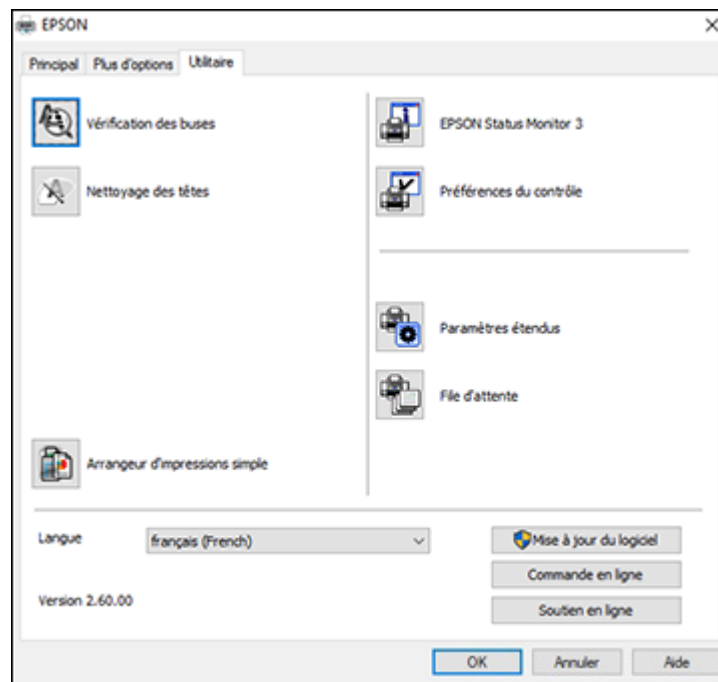 EPSON
Principal
Plus d'options
Utilitaire
Vérification des buses
Nettoyage des têtes
Arrangeur d'impressions simple
EPSON Status Monitor 3
Préférences du contrôle
Paramètres étendus
File d'attente
Langue
français (French)
Version 2.60.00
Mise à jour du logiciel
Commande en ligne
Soutien en ligne
OK
Annuler
Aide